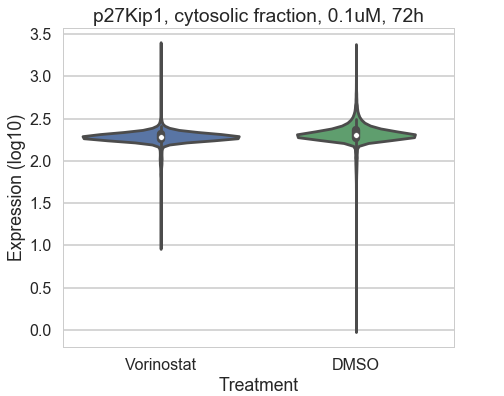 p27Kip1, cytosolic fraction, 0.1uM, 72h
3.5
3.0
2.5
2.0
1.5
1.0
0.5
0.0
Expression (log10)
Vorinostat
DMSO
Treatment